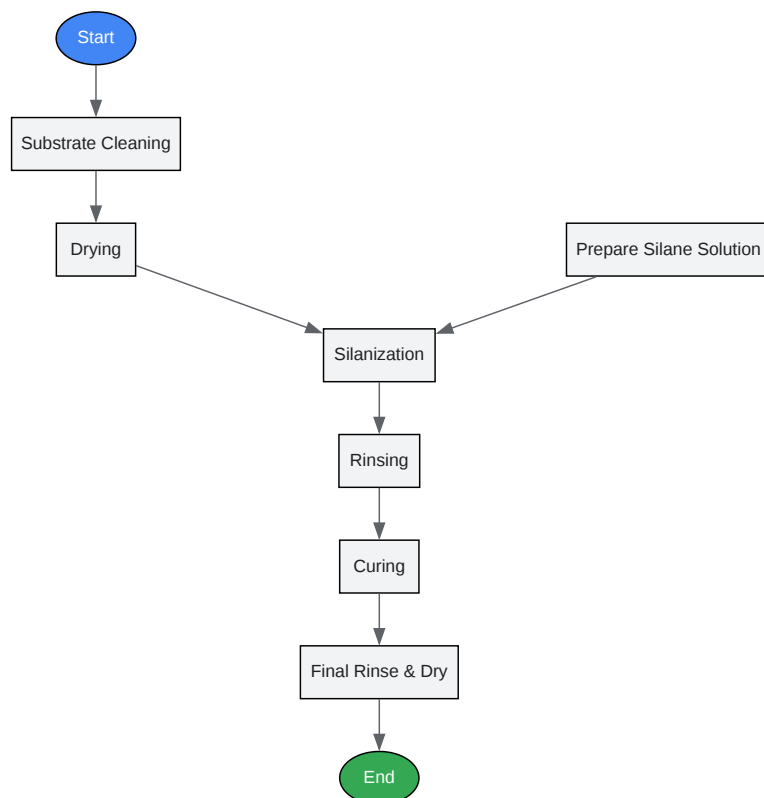 Start
Substrate Cleaning
Drying
Prepare Silane Solution
Silanization
Rinsing
Curing
Final Rinse & Dry
End